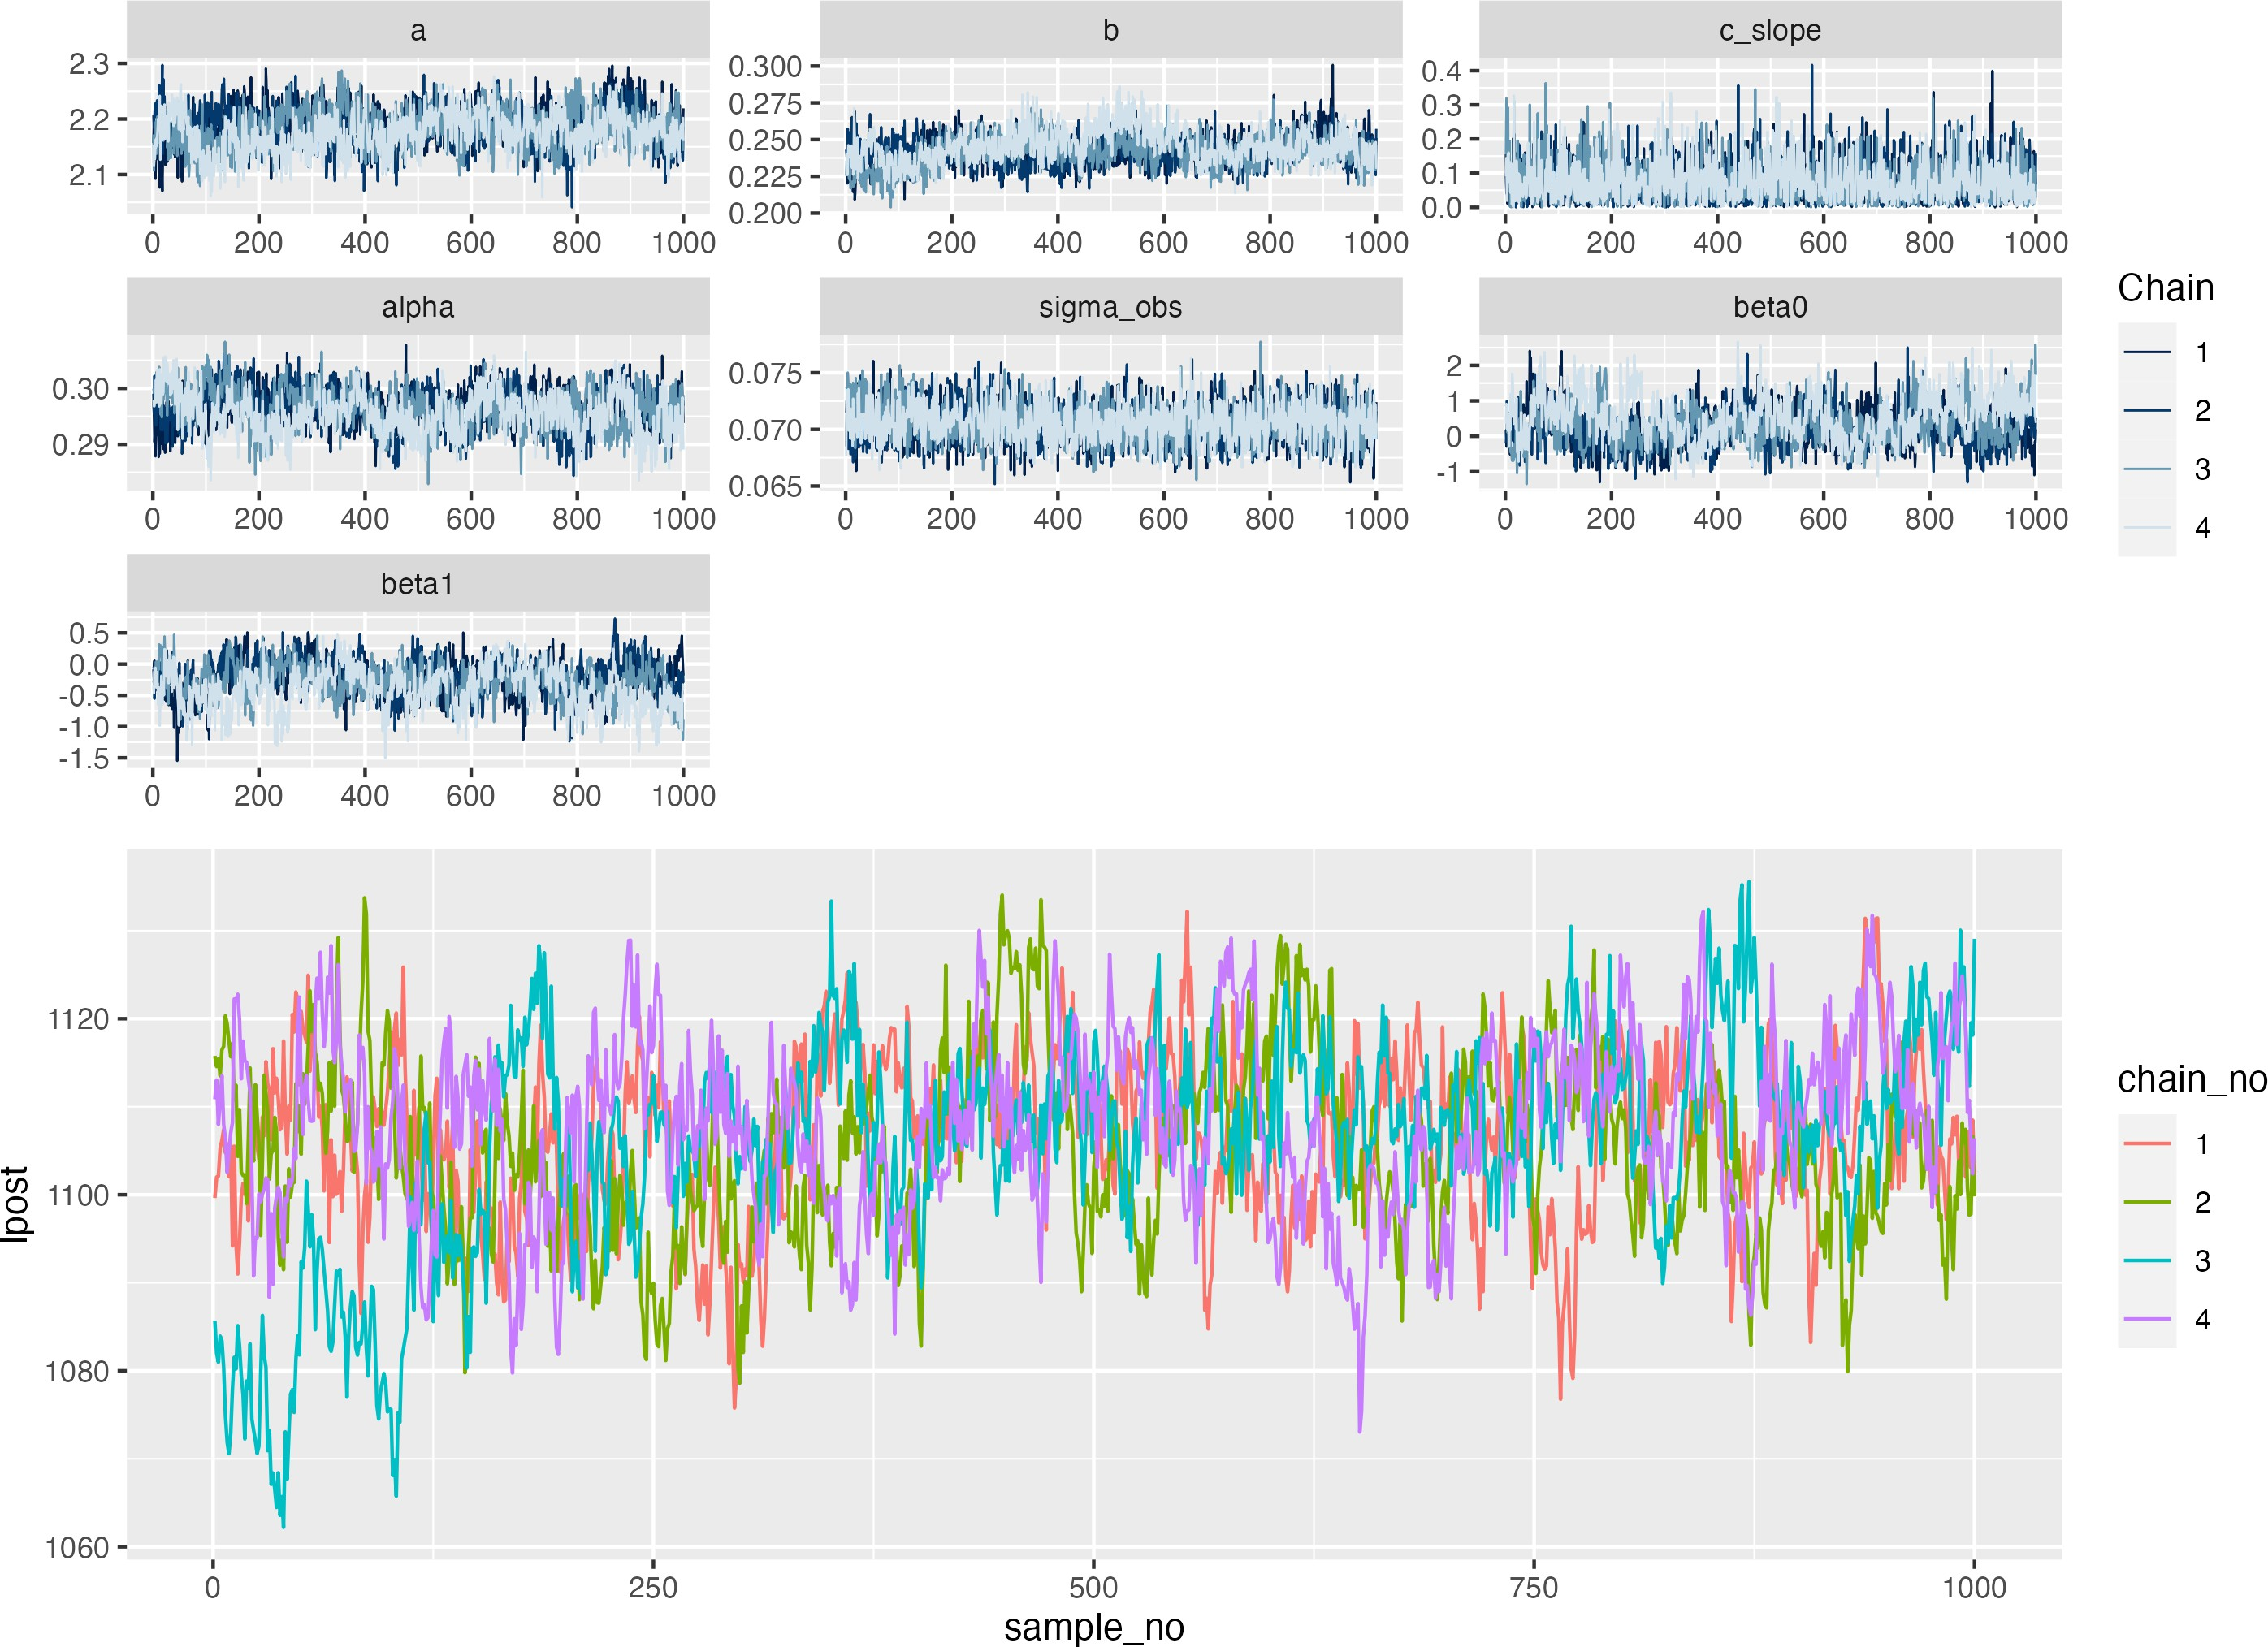 a
b
c_slope
2.3
2.2
2.1
0 200 400 600 800 1000
0.300
0.275
0.250
0.225
0.200
0 200 400 600 800 1000
0.4
0.3
0.2
0.1
0.0
0 200 400 600 800 1000
alpha
sigma_obs
beta0
0.30
0.29
0 200 400 600 800 1000
0.075
0.070
0.065
0 200 400 600 800 1000
2
1
0
-1
0 200 400 600 800 1000
beta1
0.5
0.0
-0.5
-1.0
-1.5
0 200 400 600 800 1000
Chain
1
2
3
4
lpost
1120
1100
1080
1060
0 250 500 750 1000
sample_no
chain_no
1
2
3
4